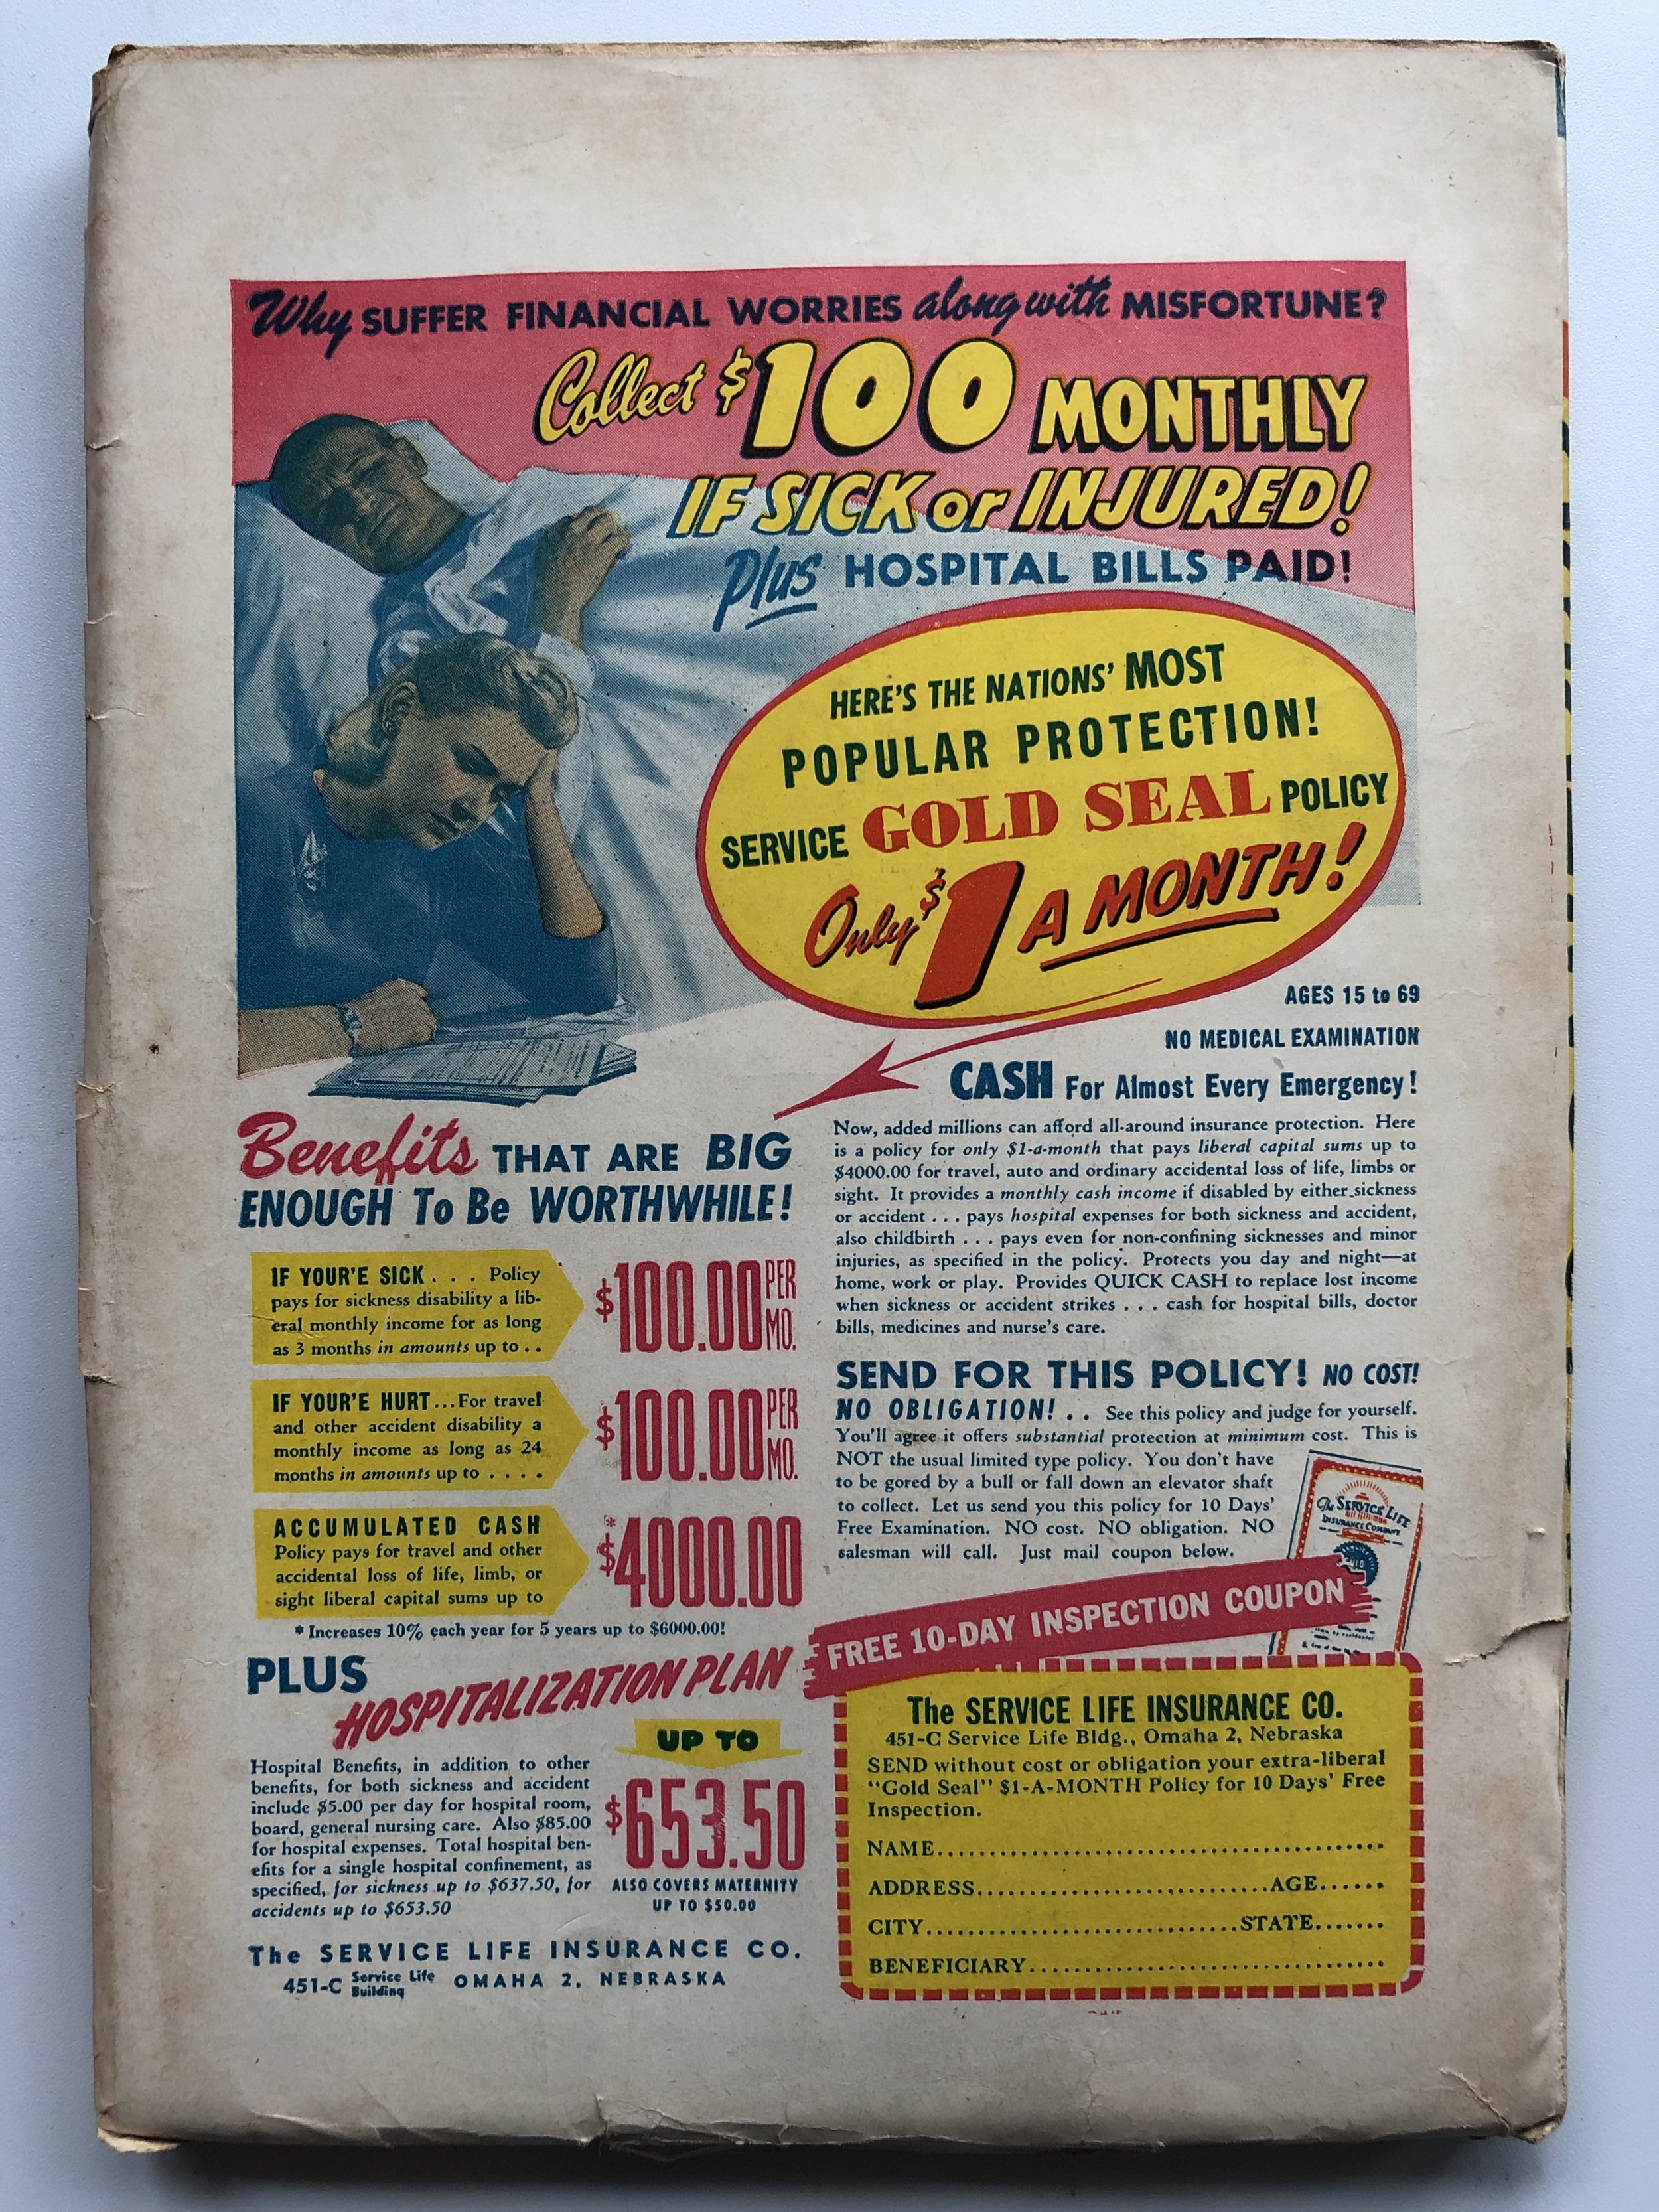 Why SUFFER FINANCIAL WORRIES along with MISFORTUNE?
Collect $100 MONTHLY
IF SICK or INJURED!
Plus HOSPITAL BILLS PAID!
HERE'S THE NATIONS' MOST
POPULAR PROTECTION!
SERVICE GOLD SEAL POLICY
Only $1 A MONTH!
AGES 15 to 69
NO MEDICAL EXAMINATION
CASH For Almost Every Emergency!
Now, added millions can afford all-around insurance protection. Here
is a policy for only $1-a-month that pays liberal capital sums up to
$4000.00 for travel, auto and ordinary accidental loss of life, limbs or
sight. It provides a monthly cash income if disabled by either sickness
or accident . . . pays hospital expenses for both sickness and accident,
also childbirth . . . pays even for non-confining sicknesses and minor
injuries, as specified in the policy. Protects you day and night—at
home, work or play. Provides QUICK CASH to replace lost income
when sickness or accident strikes . . . cash for hospital bills, doctor
bills, medicines and nurse's care.
Benefits THAT ARE BIG
ENOUGH To Be WORTHWHILE!
IF YOUR'E SICK . . . Policy
pays for sickness disability a lib-
eral monthly income for as long
as 3 months in amounts up to . .
$100.00 PER MO.
IF YOUR'E HURT ...For travel
and other accident disability a
monthly income as long as 24
months in amounts up to . . . .
$100.00 PER MO.
ACCUMULATED CASH
Policy pays for travel and other
accidental loss of life, limb, or
sight liberal capital sums up to
*$4000.00
* Increases 10% each year for 5 years up to $6000.00!
PLUS
HOSPITALIZATION PLAN
Hospital Benefits, in addition to other
benefits, for both sickness and accident
include $5.00 per day for hospital room,
board, general nursing care. Also $85.00
for hospital expenses. Total hospital ben-
efits for a single hospital confinement, as
specified, for sickness up to $637.50, for
accidents up to $653.50
UP TO
$653.50
ALSO COVERS MATERNITY
UP TO $50.00
The SERVICE LIFE INSURANCE CO.
451-C Service Life Building OMAHA 2, NEBRASKA
SEND FOR THIS POLICY! NO COST!
NO OBLIGATION! . . See this policy and judge for yourself.
You'll agree it offers substantial protection at minimum cost. This is
NOT the usual limited type policy. You don't have
to be gored by a bull or fall down an elevator shaft
to collect. Let us send you this policy for 10 Days'
Free Examination. NO cost. NO obligation. NO
salesman will call. Just mail coupon below.
The SERVICE LIFE
INSURANCE COMPANY
FREE 10-DAY INSPECTION COUPON
The SERVICE LIFE INSURANCE CO.
451-C Service Life Bldg., Omaha 2, Nebraska
SEND without cost or obligation your extra-liberal
"Gold Seal" $1-A-MONTH Policy for 10 Days' Free
Inspection.
NAME............................................
ADDRESS.............................AGE......
CITY...............................STATE.......
BENEFICIARY...................................